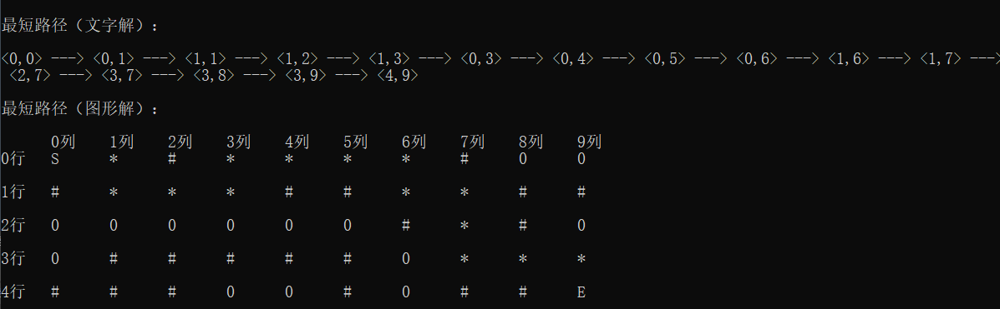 最短路径（文字解）：
<0,0> ---> <0,1> ---> <1,1> ---> <1,2> ---> <1,3> ---> <0,3> ---> <0,4> ---> <0,5> ---> <0,6> ---> <1,6> ---> <1,7> --->
<2,7> ---> <3,7> ---> <3,8> ---> <3,9> ---> <4,9>
最短路径（图形解）：
0列 1列 2列 3列 4列 5列 6列 7列 8列 9列
0行 S * # * * * * # 0 0
1行 # * * * # # * * # #
2行 0 0 0 0 0 0 # * # 0
3行 0 # # # # # 0 * * *
4行 # # # 0 0 # 0 # # E